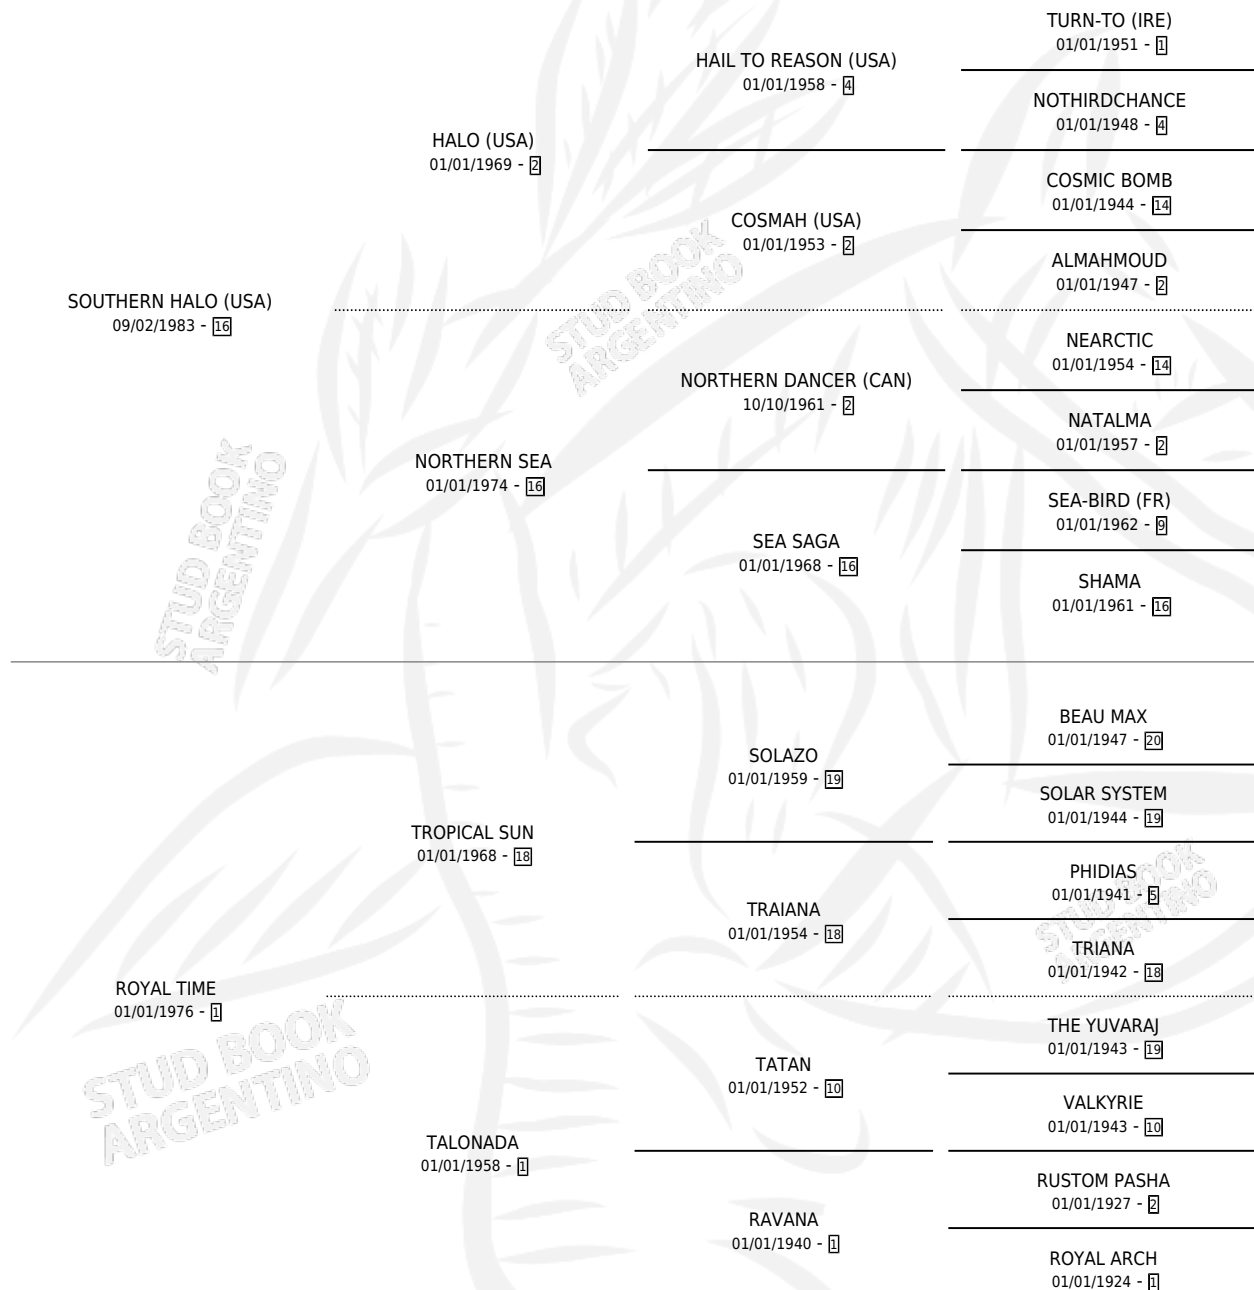 TURN-TO (IRE)
01/01/1951 - 1
HAIL TO REASON (USA)
01/01/1958 - 4
NOTHIRDCHANCE
01/01/1948 - 4
HALO (USA)
01/01/1969 - 2
COSMIC BOMB
01/01/1944 - 14
COSMAH (USA)
01/01/1953 - 2
ALMAHMOUD
01/01/1947 - 2
SOUTHERN HALO (USA)
09/02/1983 - 16
NEARCTIC
01/01/1954 - 14
NORTHERN DANCER (CAN)
10/10/1961 - 2
NATALMA
01/01/1957 - 2
NORTHERN SEA
01/01/1974 - 16
SEA-BIRD (FR)
01/01/1962 - 9
SEA SAGA
01/01/1968 - 16
SHAMA
01/01/1961 - 16
BEAU MAX
01/01/1947 - 20
SOLAZO
01/01/1959 - 19
SOLAR SYSTEM
01/01/1944 - 19
TROPICAL SUN
01/01/1968 - 18
PHIDIAS
01/01/1941 - 5
TRAIANA
01/01/1954 - 18
TRIANA
01/01/1942 - 18
ROYAL TIME
01/01/1976 - 1
THE YUVARAJ
01/01/1943 - 19
TATAN
01/01/1952 - 10
VALKYRIE
01/01/1943 - 10
TALONADA
01/01/1958 - 1
RUSTOM PASHA
01/01/1927 - 2
RAVANA
01/01/1940 - 1
ROYAL ARCH
01/01/1924 - 1
STUD BOOK
ARGENTINO
STUD BOOK
ARGENTINO
STUD BOOK
ARGENTINO
STUD BOOK
ARGENTINO